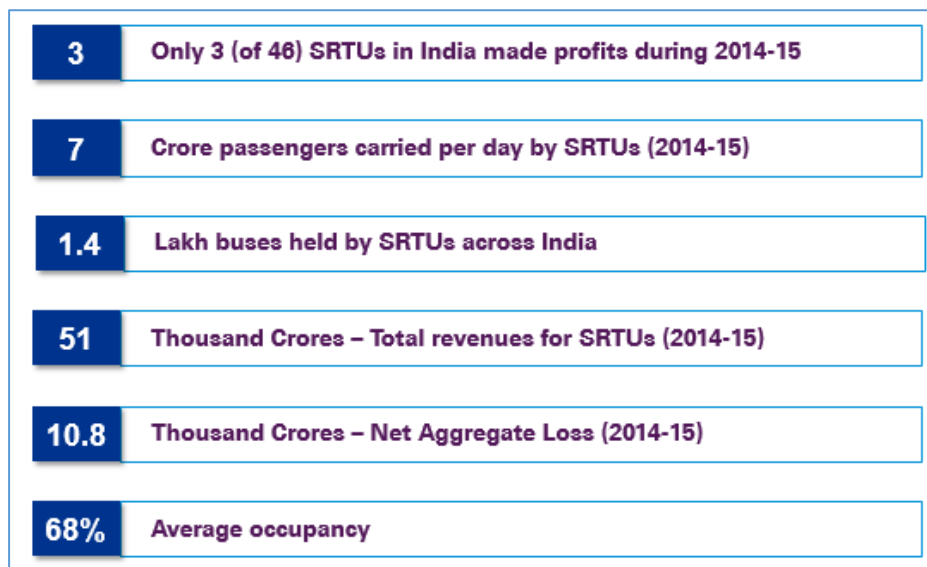 3 Only 3 (of 46) SRTUs in India made profits during 2014-15
7 Crore passengers carried per day by SRTUs (2014-15)
1.4 Lakh buses held by SRTUs across India
51 Thousand Crores – Total revenues for SRTUs (2014-15)
10.8 Thousand Crores – Net Aggregate Loss (2014-15)
68% Average occupancy